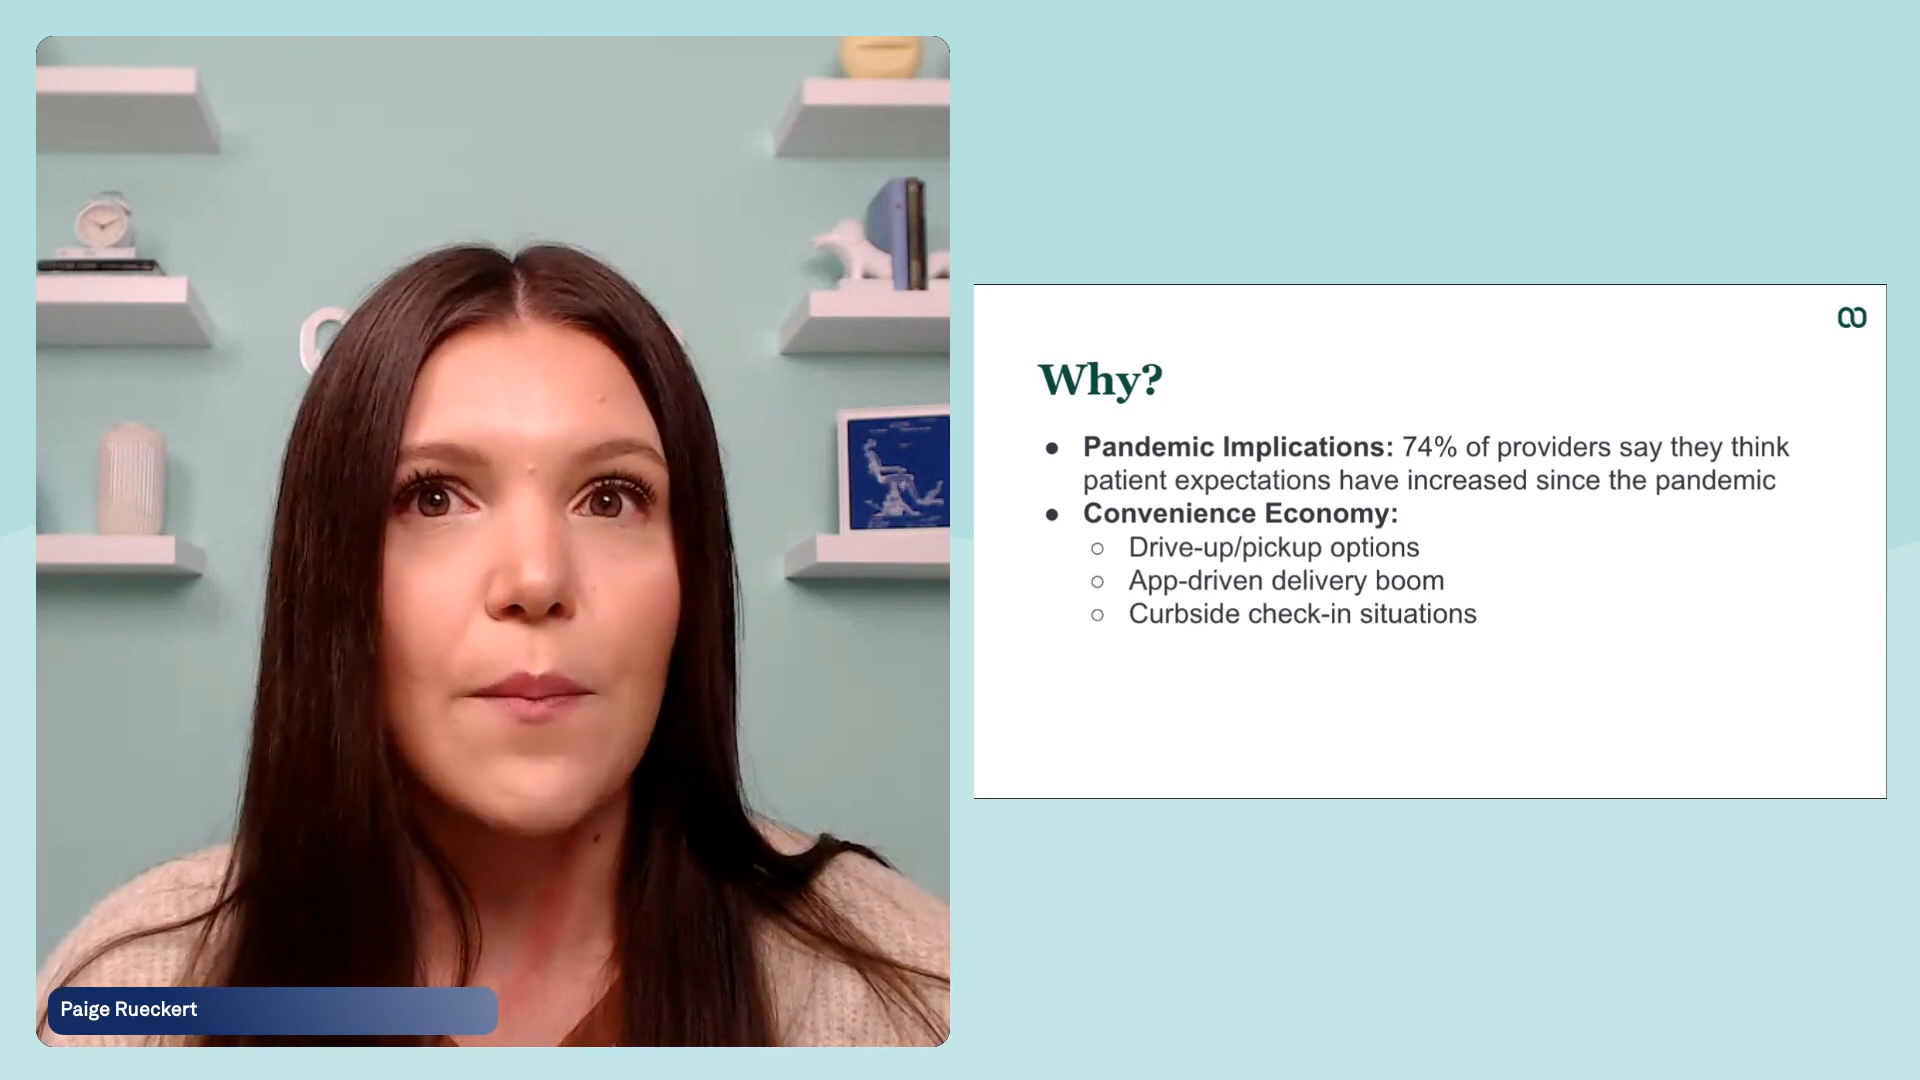 Paige Rueckert
Why?
● Pandemic Implications: 74% of providers say they think
patient expectations have increased since the pandemic
● Convenience Economy:
○ Drive-up/pickup options
○ App-driven delivery boom
○ Curbside check-in situations